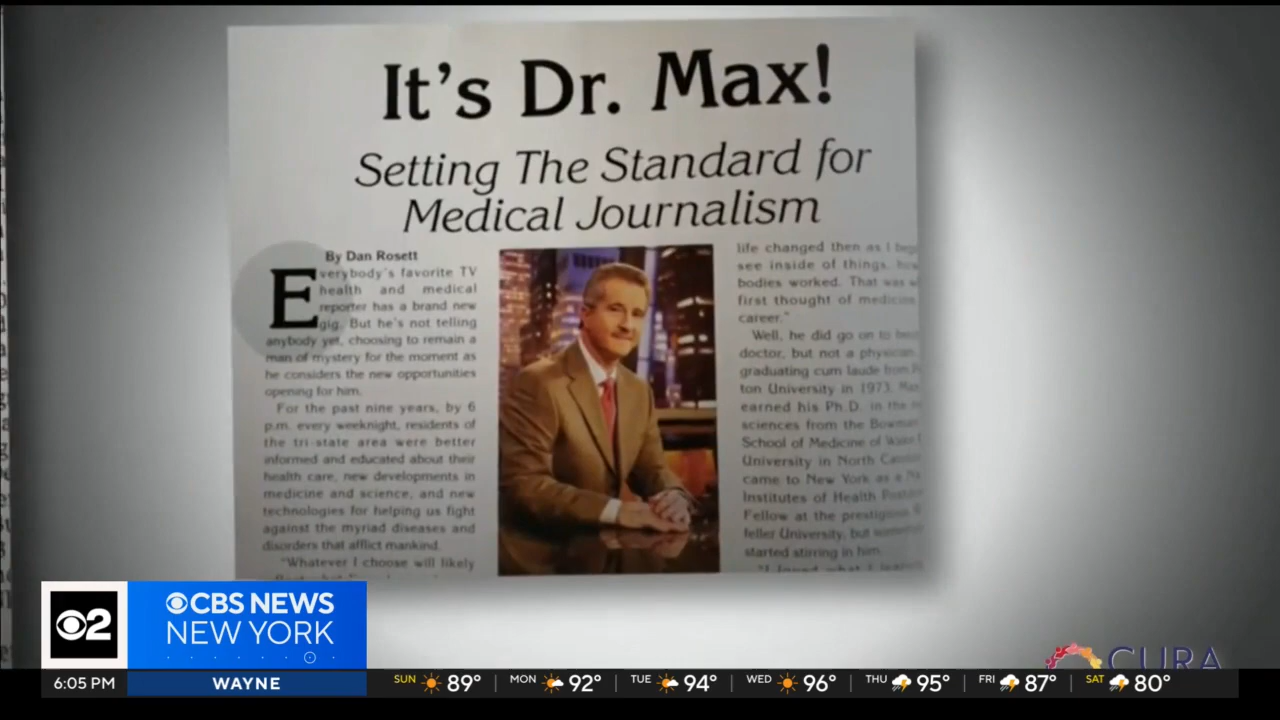 It's Dr. Max!
Setting The Standard for
Medical Journalism
By Dan Rosett
Everybody's favorite TV
health and medical
reporter has a brand new
gig. But he's not telling
anybody yet, choosing to remain a
man of mystery for the moment as
he considers the new opportunities
opening for him.
For the past nine years, by 6
p.m. every weeknight, residents of
the tri-state area were better
informed and educated about their
health care, new developments in
medicine and science, and new
technologies for helping us fight
against the myriad diseases and
disorders that afflict mankind.
"Whatever I choose will likely
life changed then as I
see inside of things,
bodies worked. That was
first thought of medicine
career."
Well, he did go on to
doctor, but not a physician,
graduating cum laude from
ton University in 1973.
earned his Ph.D. in the
sciences from the Bowman
School of Medicine of Wake
University in North
came to New York as a
Institutes of Health
Fellow at the prestigious
feller University, but
started stirring in him.
"I loved what I
2
CBS NEWS
NEW YORK
CURA
6:05 PM
WAYNE
SUN 89° MON 92° TUE 94° WED 96° THU 95° FRI 87° SAT 80°